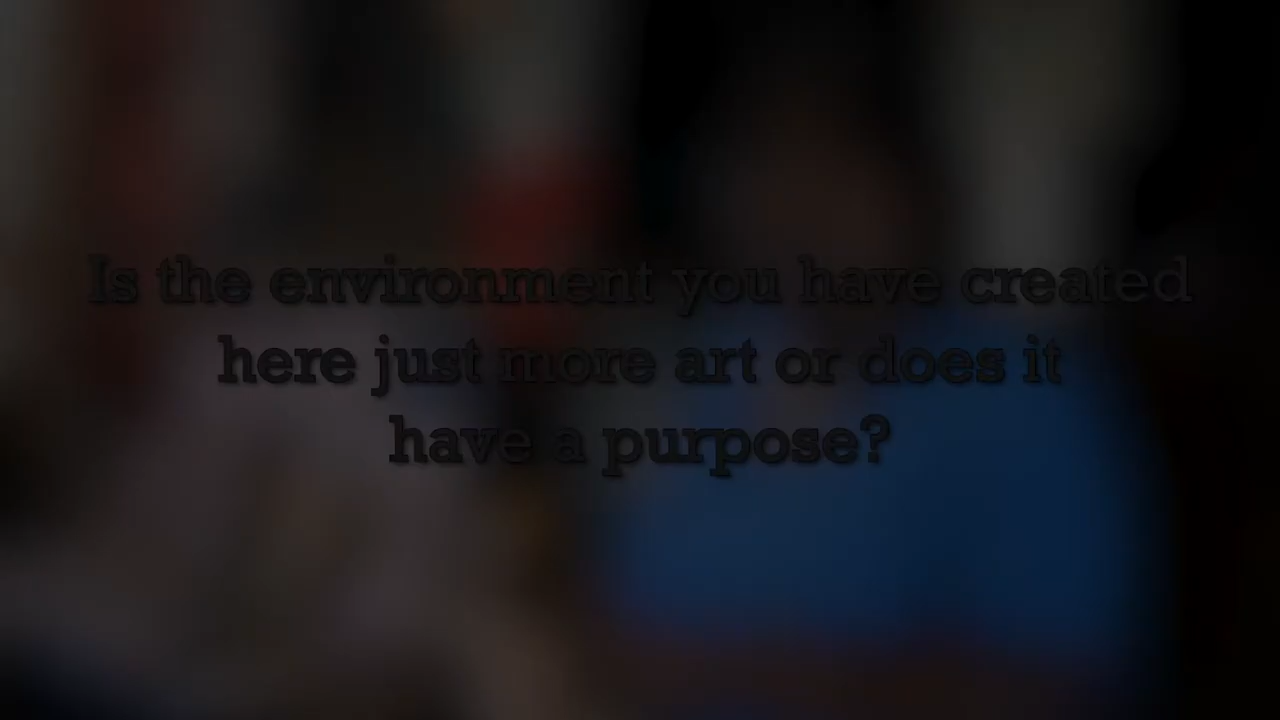 Is the environment you have created
here just more art or does it
have a purpose?